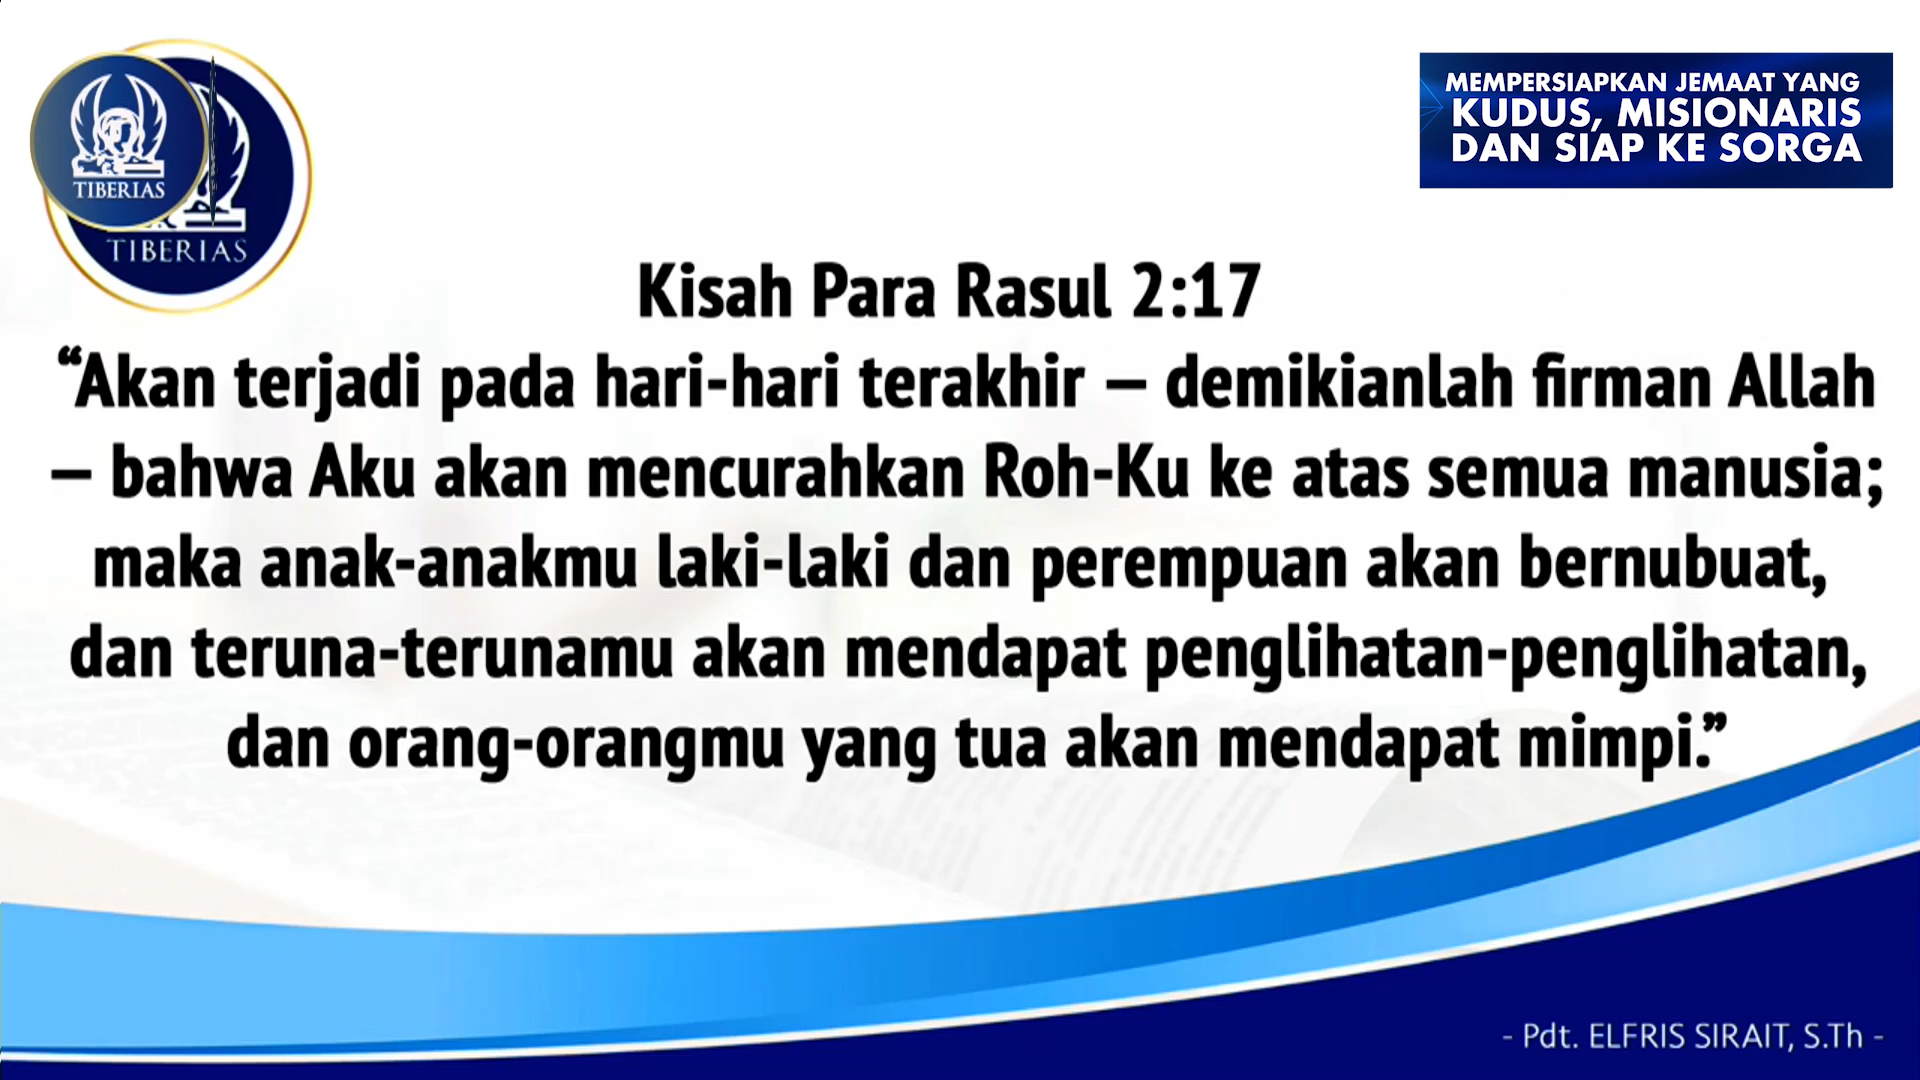 TIBERIAS
TIBERIAS
MEMPERSIAPKAN JEMAAT YANG
KUDUS, MISIONARIS
DAN SIAP KE SORGA
Kisah Para Rasul 2:17
“Akan terjadi pada hari-hari terakhir – demikianlah firman Allah
– bahwa Aku akan mencurahkan Roh-Ku ke atas semua manusia;
maka anak-anakmu laki-laki dan perempuan akan bernubuat,
dan teruna-terunamu akan mendapat penglihatan-penglihatan,
dan orang-orangmu yang tua akan mendapat mimpi.”
- Pdt. ELFRIS SIRAIT, S.Th -